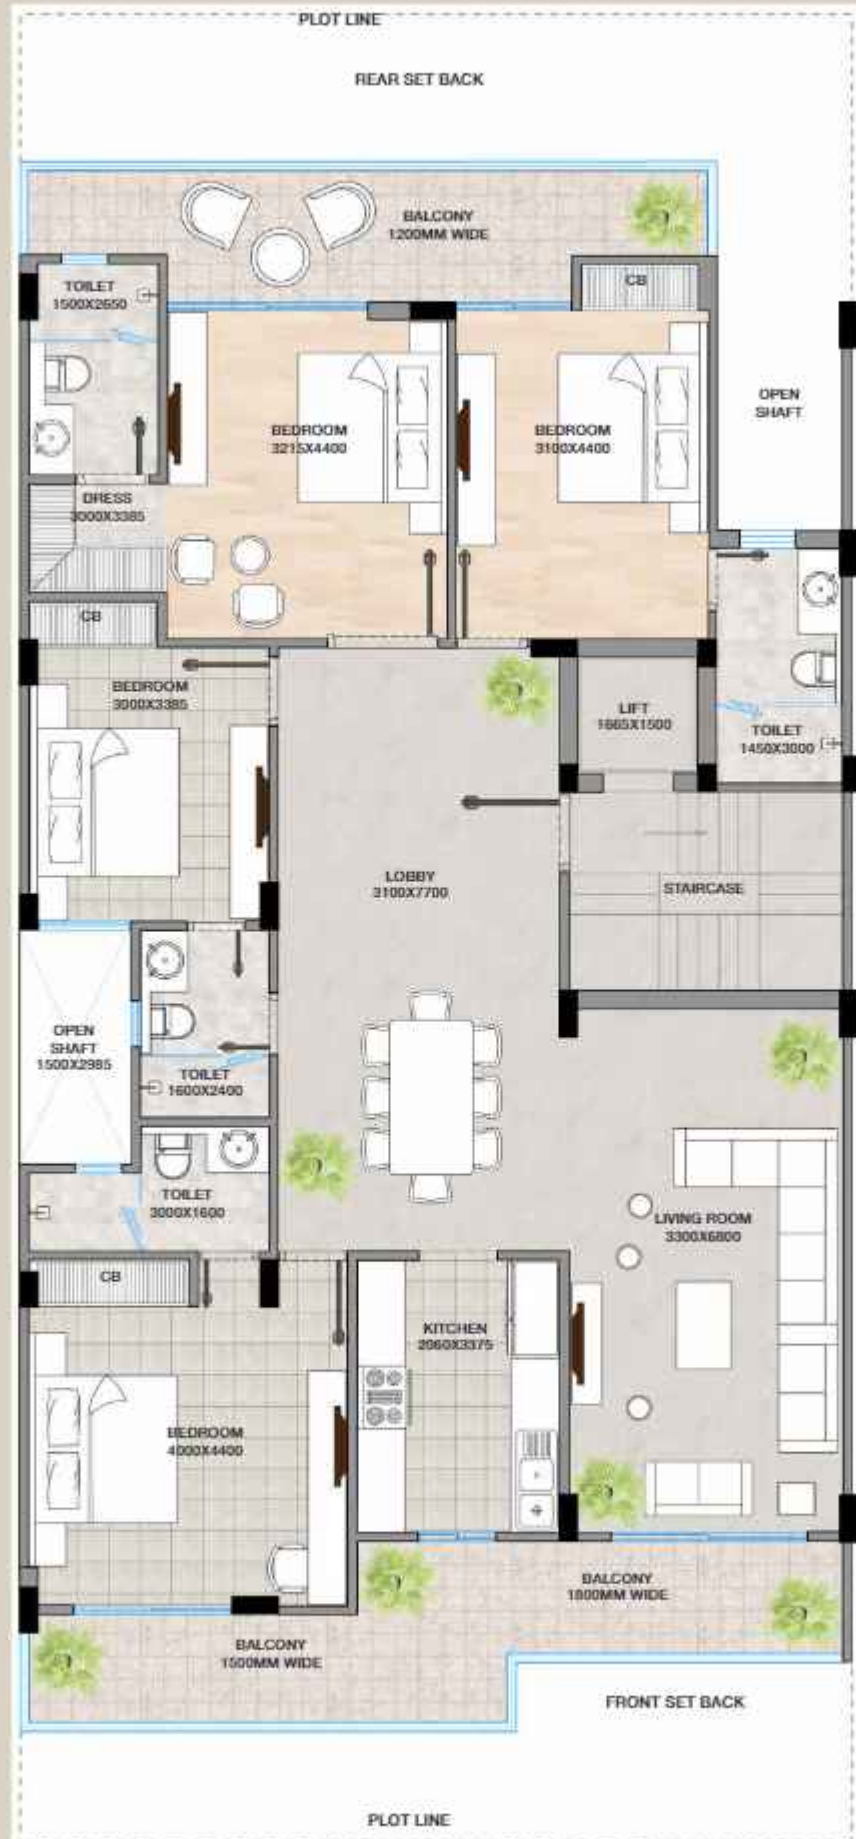 PLOT LINE
REAR SET BACK
BALCONY
1200MM WIDE
CB
TOILET
1500X2650
OPEN
SHAFT
BEDROOM
3215X4400
BEDROOM
3100X4400
DRESS
3000X3385
CB
BEDROOM
3000X3385
LIFT
1665X1500
TOILET
1450X3000
LOBBY
3100X7700
STAIRCASE
OPEN
SHAFT
1500X2985
TOILET
1600X2400
TOILET
3000X1600
LIVING ROOM
3300X6800
CB
KITCHEN
2060X3375
BEDROOM
4000X4400
BALCONY
1800MM WIDE
BALCONY
1500MM WIDE
FRONT SET BACK
PLOT LINE